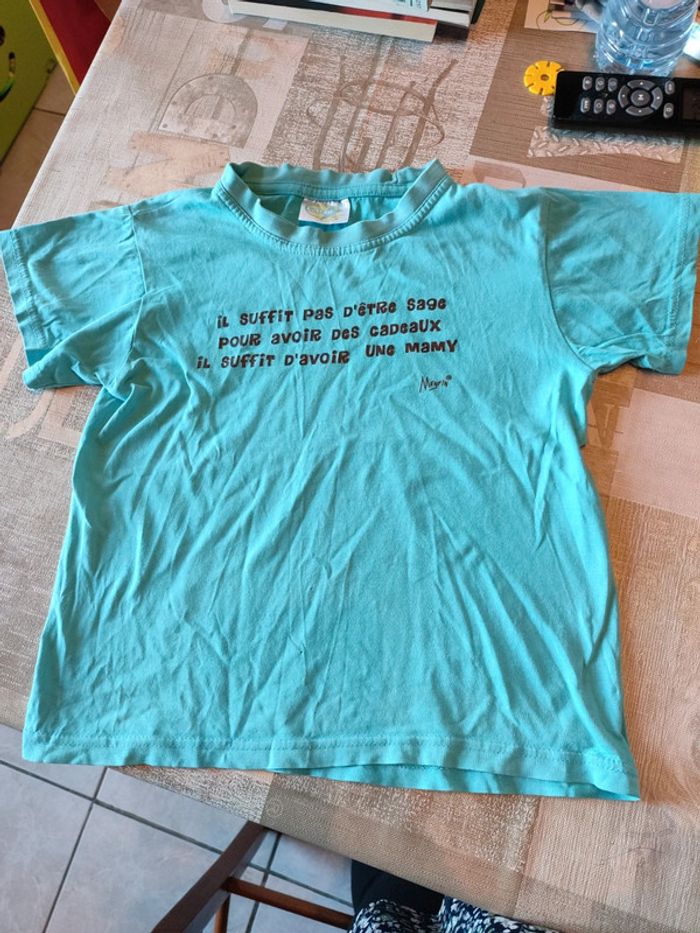 il suffit pas d'être sage
pour avoir des cadeaux
il suffit d'avoir une mamy